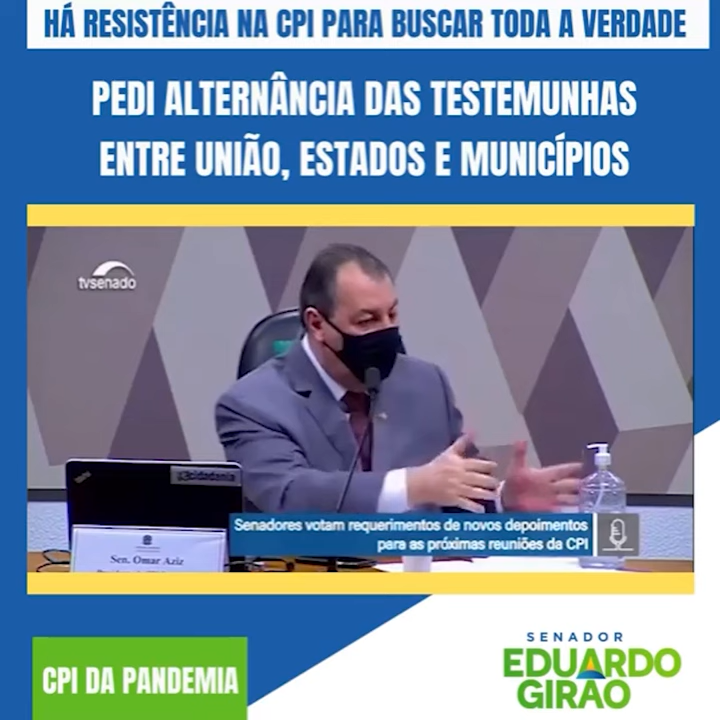 HÁ RESISTÊNCIA NA CPI PARA BUSCAR TODA A VERDADE
PEDI ALTERNÂNCIA DAS TESTEMUNHAS
ENTRE UNIÃO, ESTADOS E MUNICÍPIOS
tvsenado
ecidadania
Senadores votam requerimentos de novos depoimentos
para as próximas reuniões da CPI
Sen. Omar Aziz
CPI DA PANDEMIA
SENADOR
EDUARDO
GIRÃO